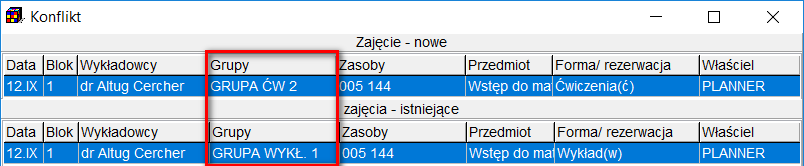 Konflikt
Zajęcie - nowe
Data Blok Wykładowcy Grupy Zasoby Przedmiot Forma/ rezerwacja Właściel
12.IX 1 dr Altug Cercher GRUPA ĆW 2 005 144 Wstęp do mat Ćwiczenia(ć) PLANNER
zajęcia - istniejące
Data Blok Wykładowcy Grupy Zasoby Przedmiot Forma/ rezerwacja Właściel
12.IX 1 dr Altug Cercher GRUPA WYKŁ. 1 005 144 Wstęp do mat Wykład(w) PLANNER